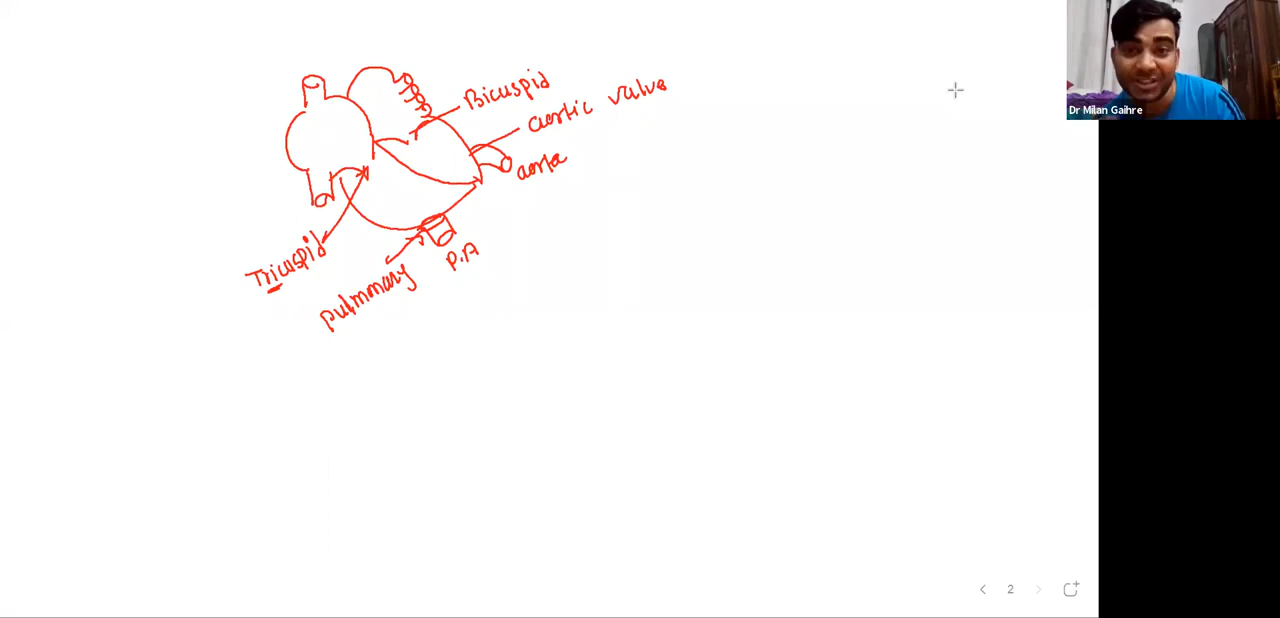 Bicuspid
aortic valve
Dr Milan Gaihre
aorta
Tricuspid
P.A
pulmonary
2